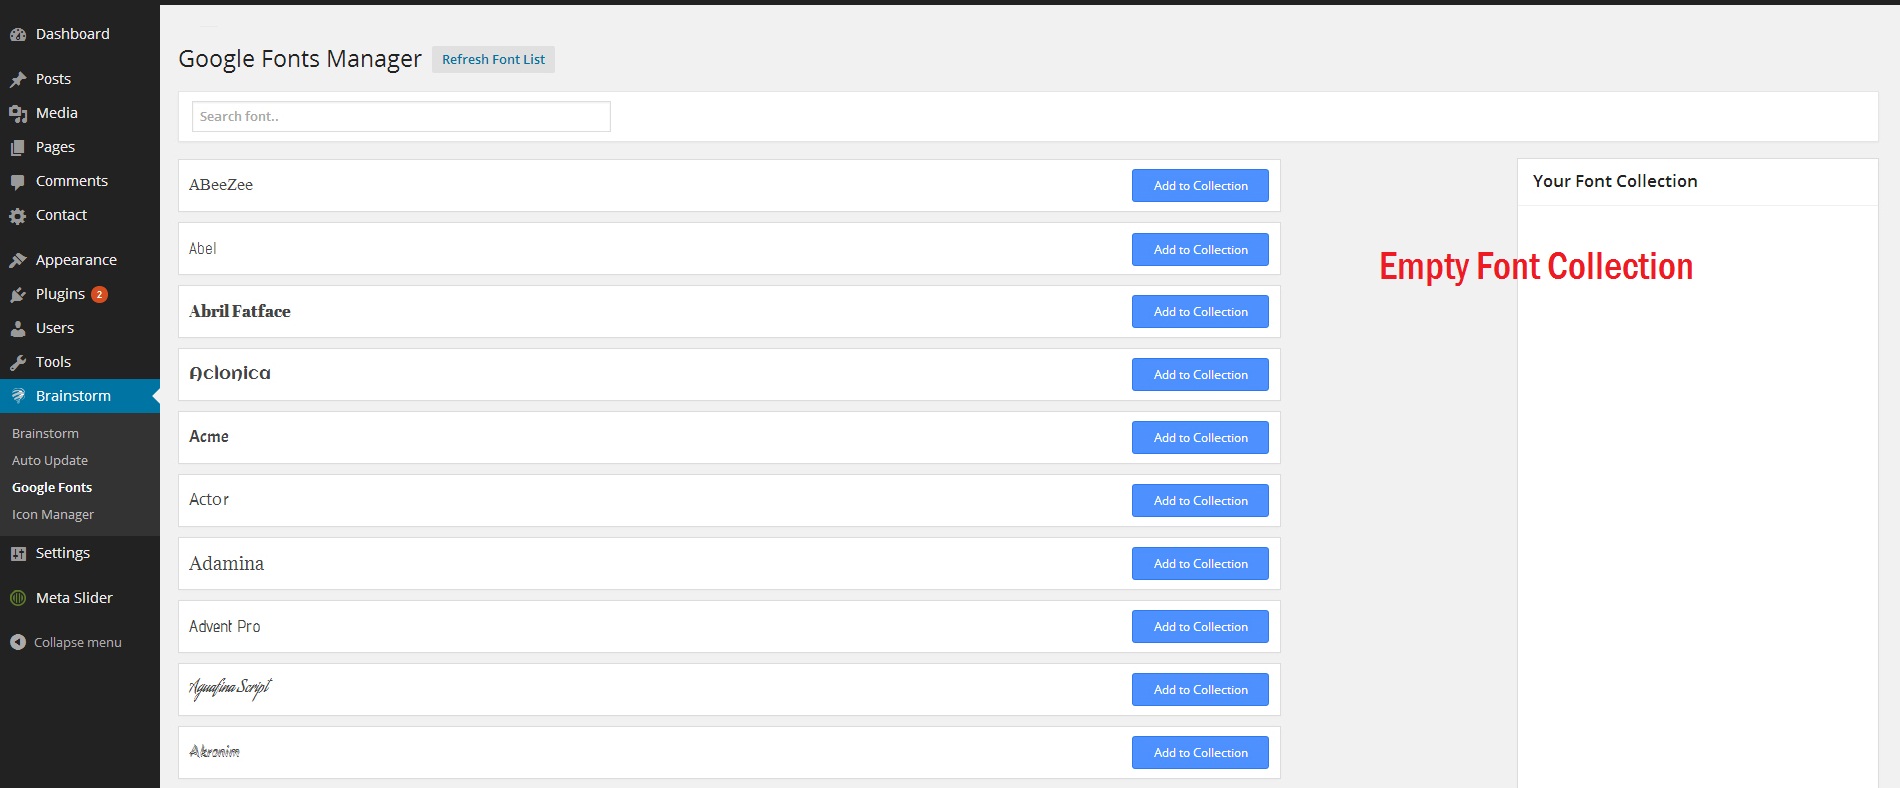 Dashboard
Posts
Media
Pages
Comments
Contact
Appearance
Plugins 2
Users
Tools
Brainstorm
Brainstorm
Auto Update
Google Fonts
Icon Manager
Settings
Meta Slider
Collapse menu
Google Fonts Manager Refresh Font List
Search font..
ABeeZee Add to Collection
Abel Add to Collection
Abril Fatface Add to Collection
Aclonica Add to Collection
Acme Add to Collection
Actor Add to Collection
Adamina Add to Collection
Advent Pro Add to Collection
Aguafina Script Add to Collection
Akronim Add to Collection
Your Font Collection
Empty Font Collection